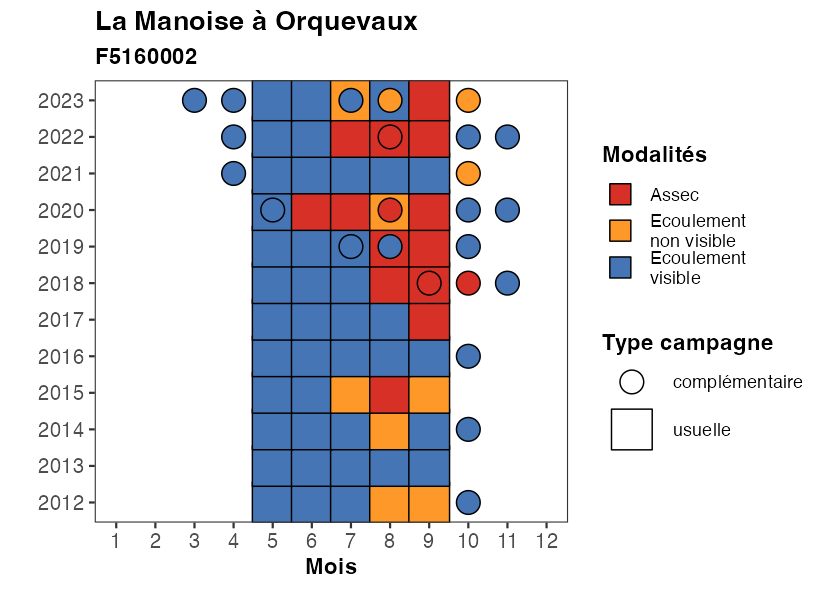 La Manoise à Orquevaux
F5160002
2023
2022
2021
2020
2019
2018
2017
2016
2015
2014
2013
2012
1 2 3 4 5 6 7 8 9 10 11 12
Mois
Modalités
Assec
Ecoulement
non visible
Ecoulement
visible
Type campagne
complémentaire
usuelle